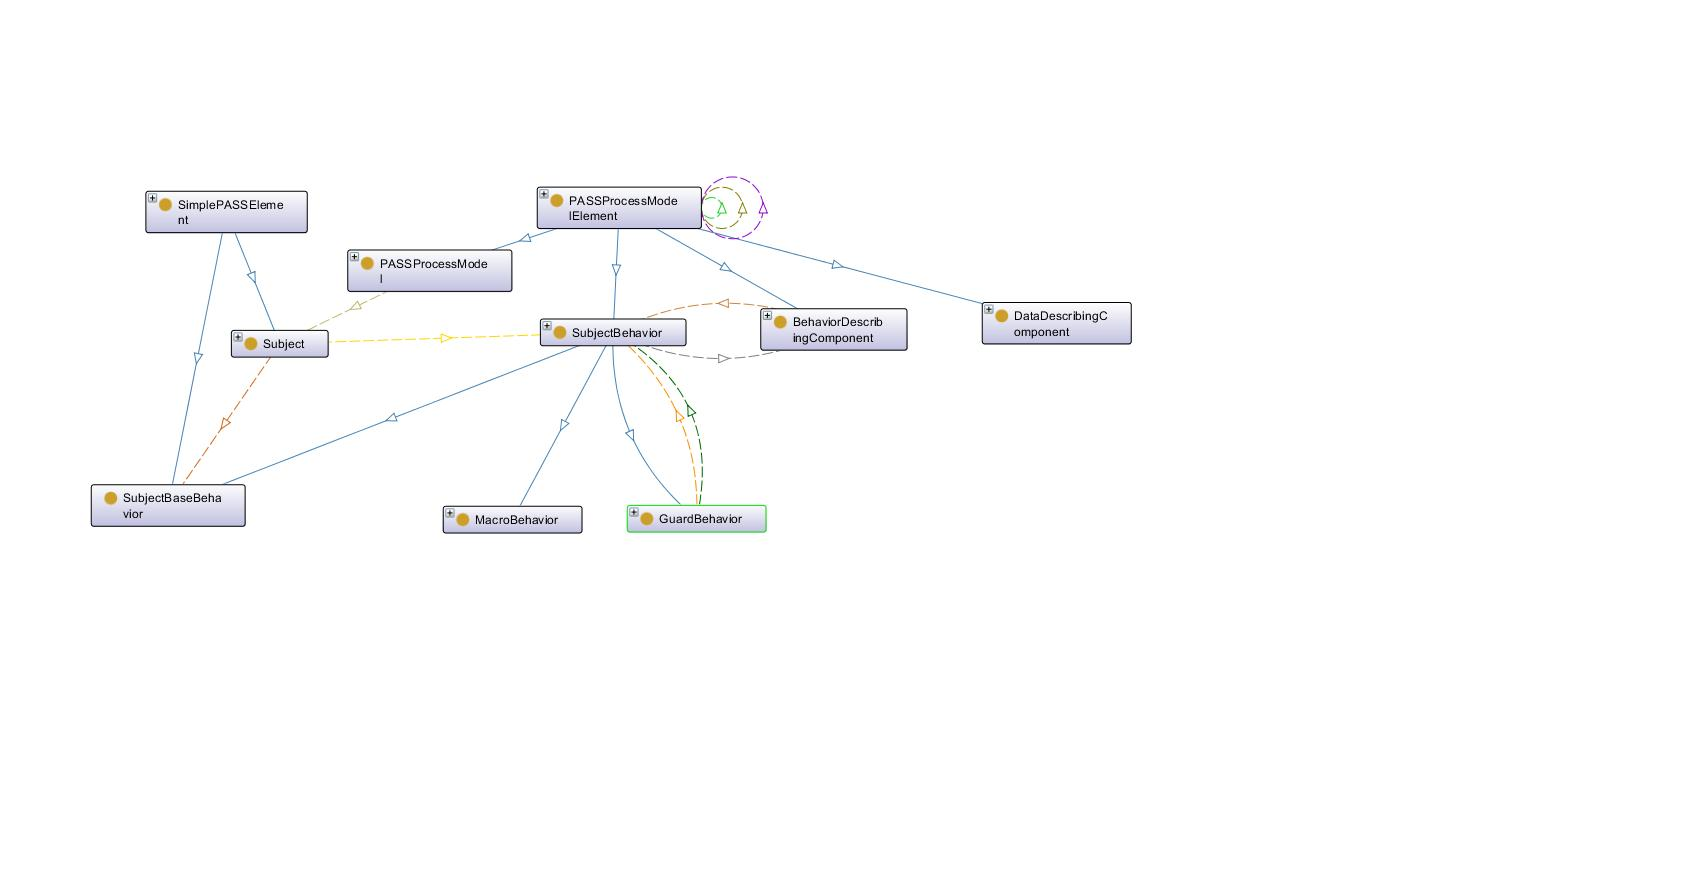 SimplePASSEleme
nt
PASSProcessMode
lElement
PASSProcessMode
l
Subject
SubjectBehavior
BehaviorDescrib
ingComponent
DataDescribingC
omponent
SubjectBaseBeha
vior
MacroBehavior
GuardBehavior